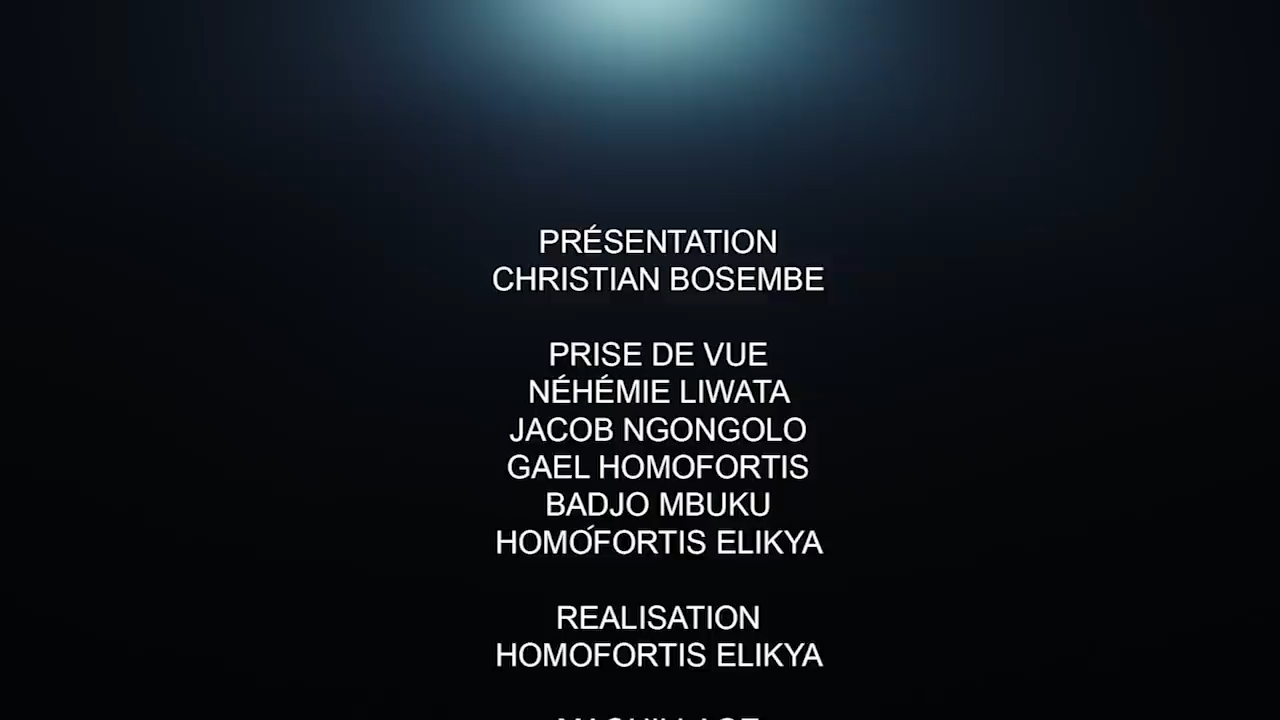 PRÉSENTATION
CHRISTIAN BOSEMBE
PRISE DE VUE
NÉHÉMIE LIWATA
JACOB NGONGOLO
GAEL HOMOFORTIS
BADJO MBUKU
HOMÓFORTIS ELIKYA
REALISATION
HOMOFORTIS ELIKYA